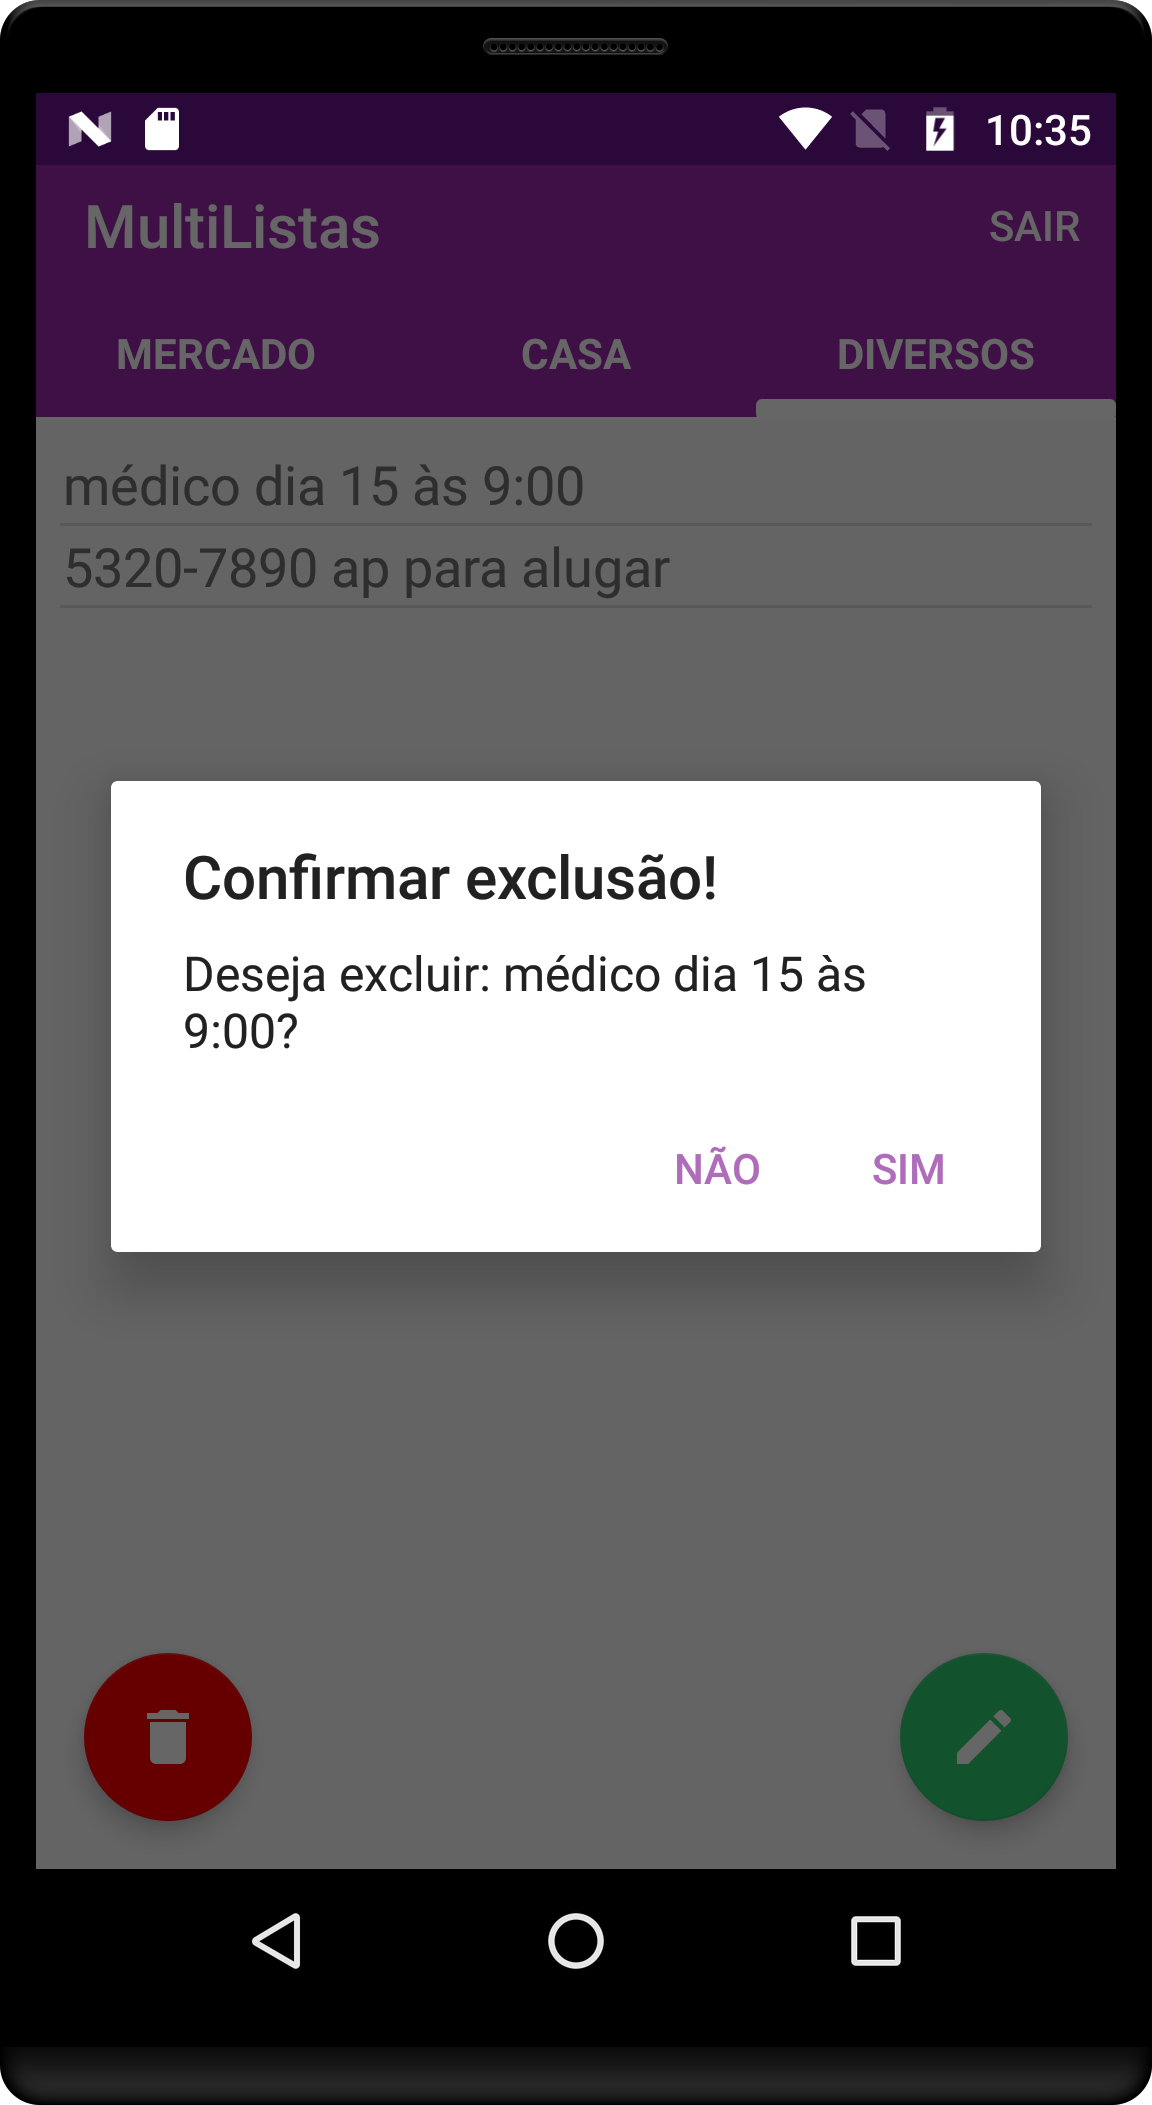 10:35
MultiListas
SAIR
MERCADO
CASA
DIVERSOS
médico dia 15 às 9:00
5320-7890 ap para alugar
Confirmar exclusão!
Deseja excluir: médico dia 15 às
9:00?
NÃO
SIM